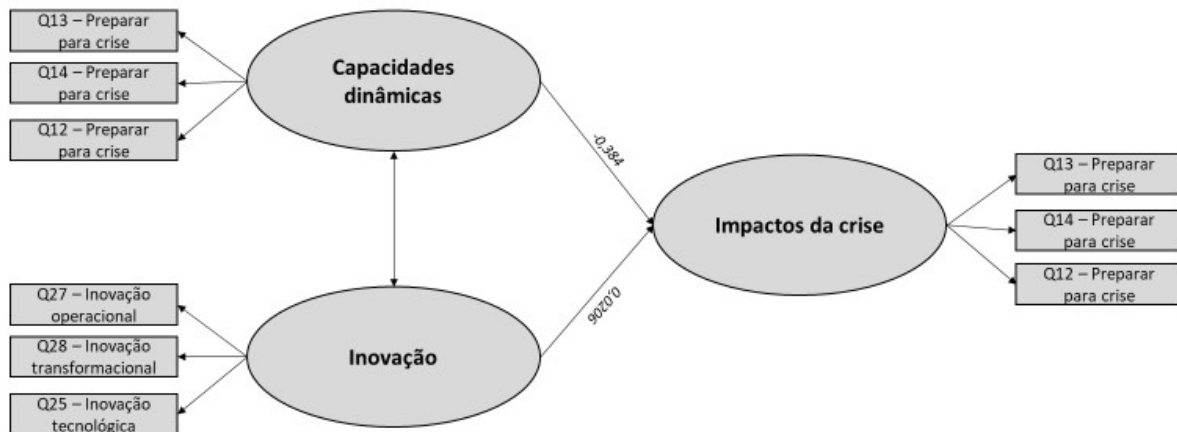 Q13 – Preparar
para crise
Q14 – Preparar
para crise
Q12 – Preparar
para crise
Capacidades
dinâmicas
-0,384
Impactos da crise
Q13 – Preparar
para crise
Q14 – Preparar
para crise
Q12 – Preparar
para crise
0,0206
Q27 – Inovação
operacional
Q28 – Inovação
transformacional
Q25 – Inovação
tecnológica
Inovação